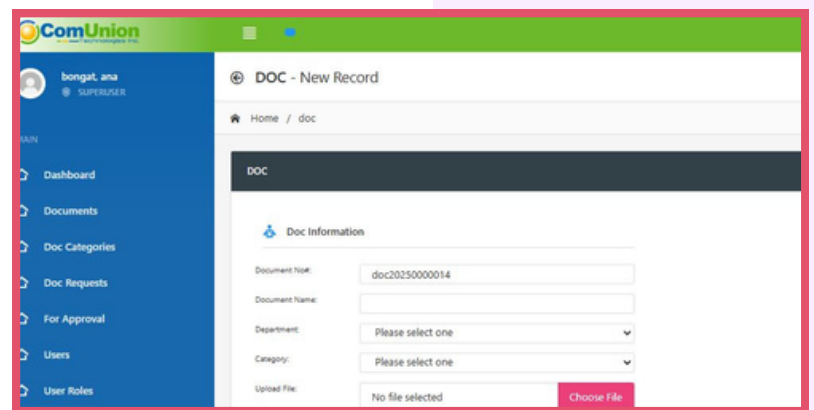 ComUnion
Technologies Inc.
bongat, ana
SUPERUSER
DOC - New Record
Home / doc
MAIN
Dashboard
Documents
Doc Categories
Doc Requests
For Approval
Users
User Roles
DOC
Doc Information
Document No#:
doc20250000014
Document Name:
Department:
Please select one
Category:
Please select one
Upload File:
No file selected
Choose File